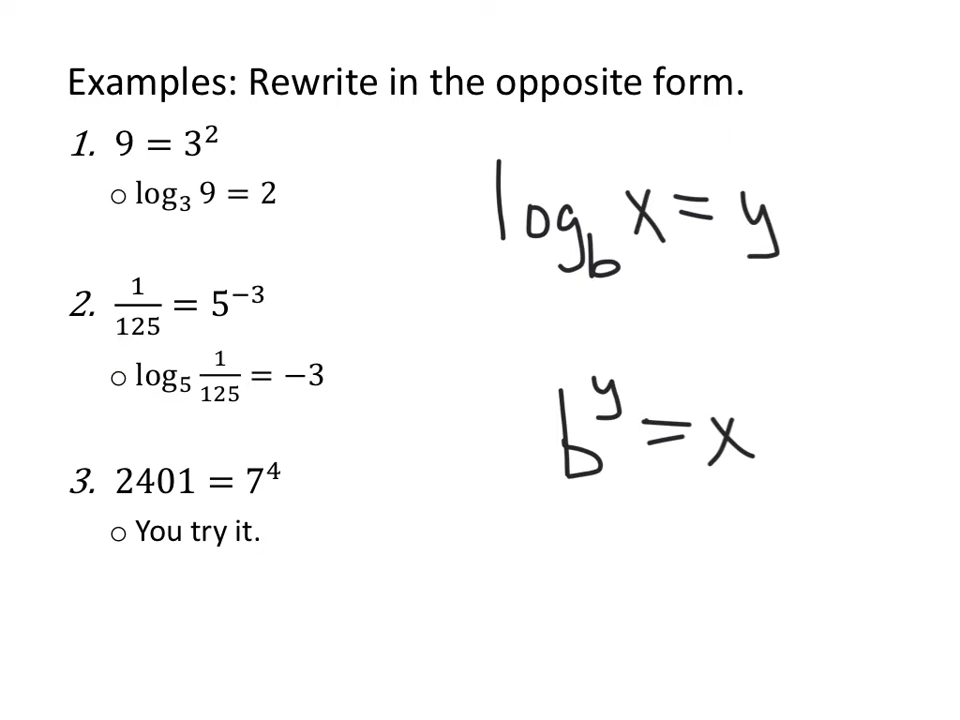 Examples: Rewrite in the opposite form.
1. 9 = 3²
○ log₃ 9 = 2
log_b x = y
2. 1/125 = 5⁻³
○ log₅ 1/125 = −3
b^y = x
3. 2401 = 7⁴
○ You try it.